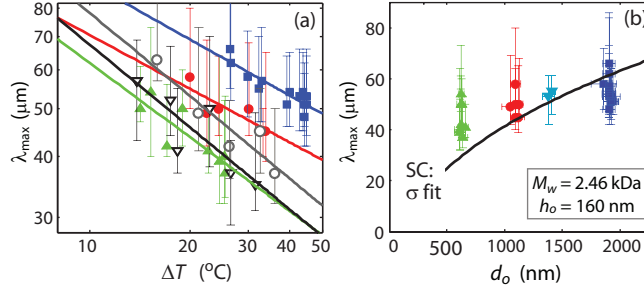 80
70
60
50
40
30
λmax (μm)
(a)
10
20
30
40
50
ΔT (°C)
100
80
60
40
20
0
λmax (μm)
(b)
SC:
σ fit
Mw = 2.46 kDa
ho = 160 nm
0
500
1000
1500
2000
do (nm)